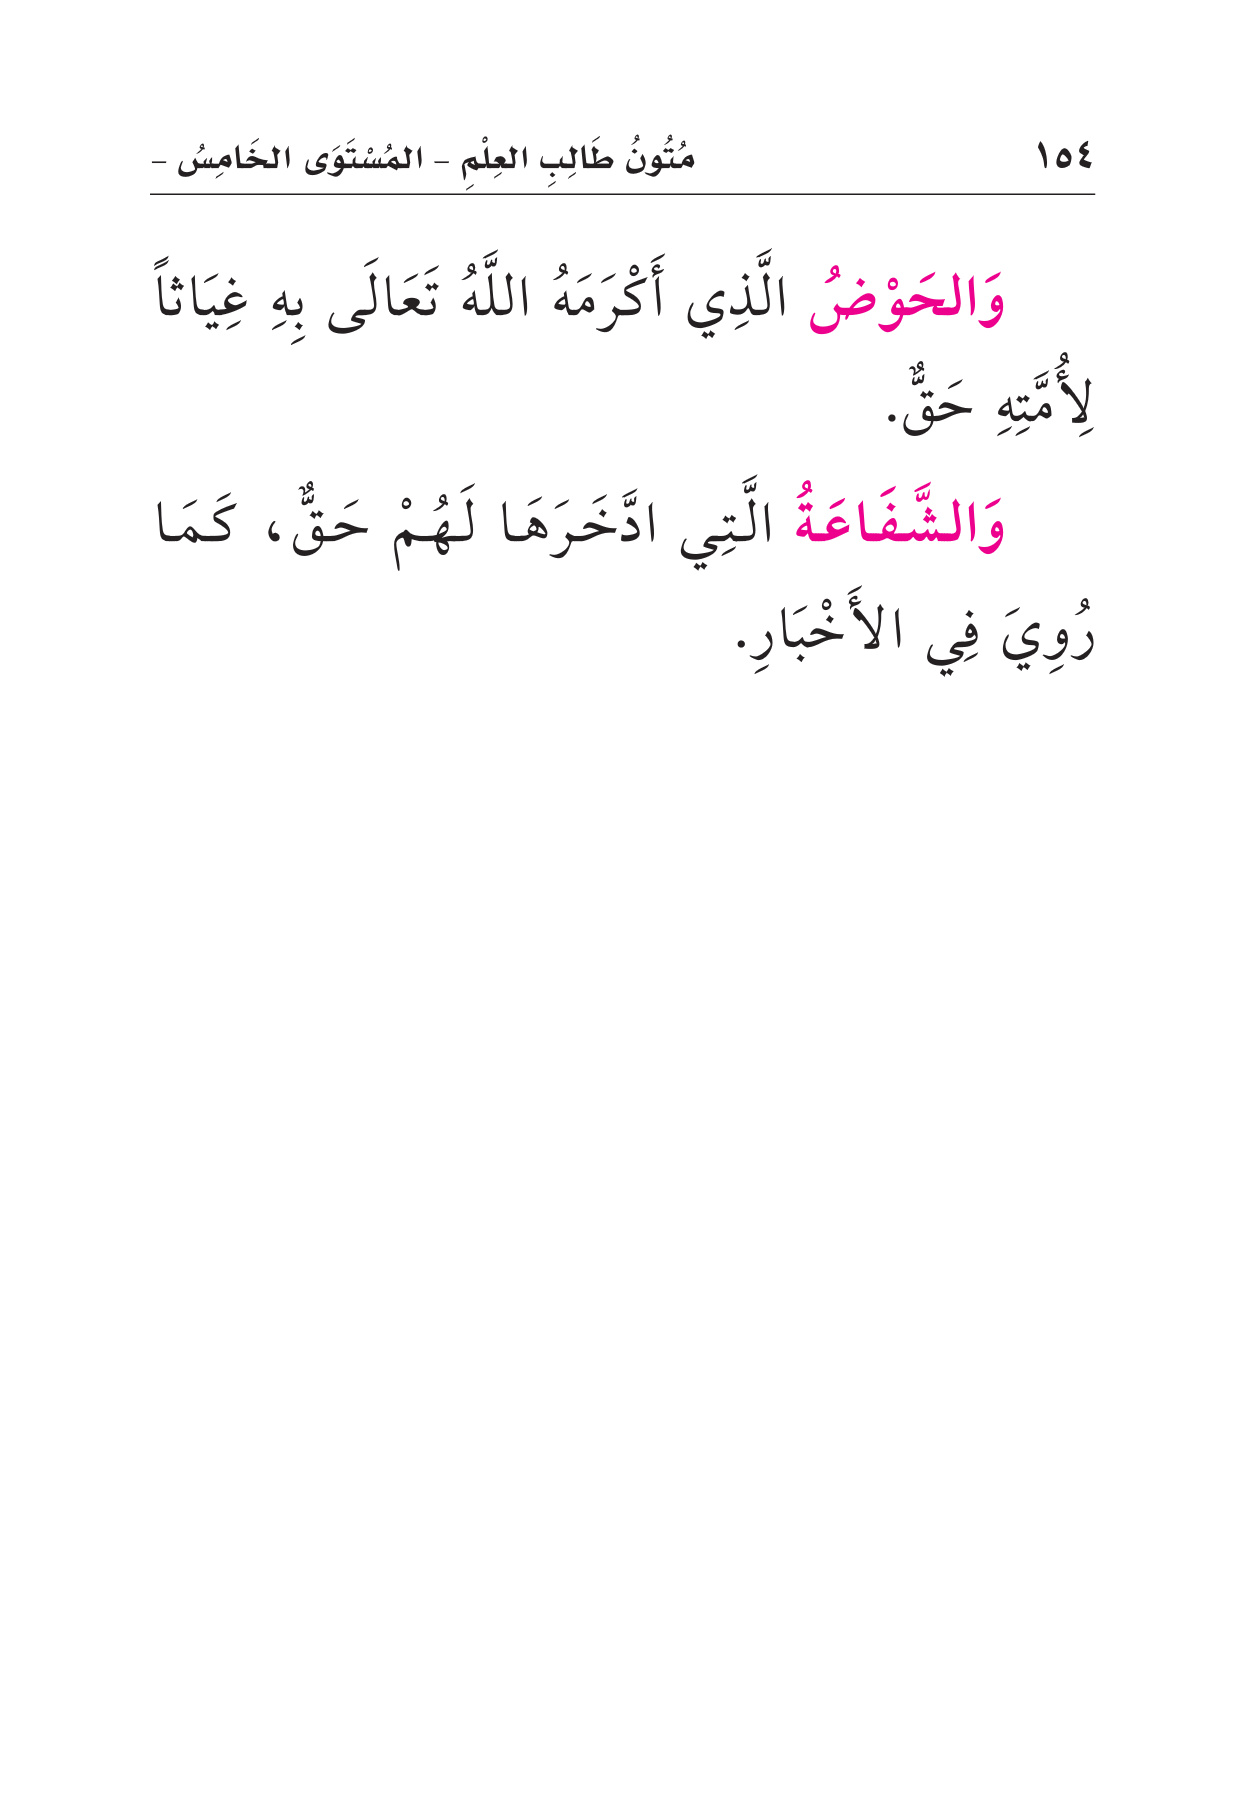 ١٥٤ مُتُونُ طَالِبِ العِلْمِ – المُسْتَوَى الخَامِسُ –
وَالحَوْضُ الَّذِي أَكْرَمَهُ اللَّهُ تَعَالَى بِهِ غِيَاثاً
لِأُمَّتِهِ حَقٌّ.
وَالشَّفَاعَةُ الَّتِي ادَّخَرَهَا لَهُمْ حَقٌّ، كَمَا
رُوِيَ فِي الأَخْبَارِ.